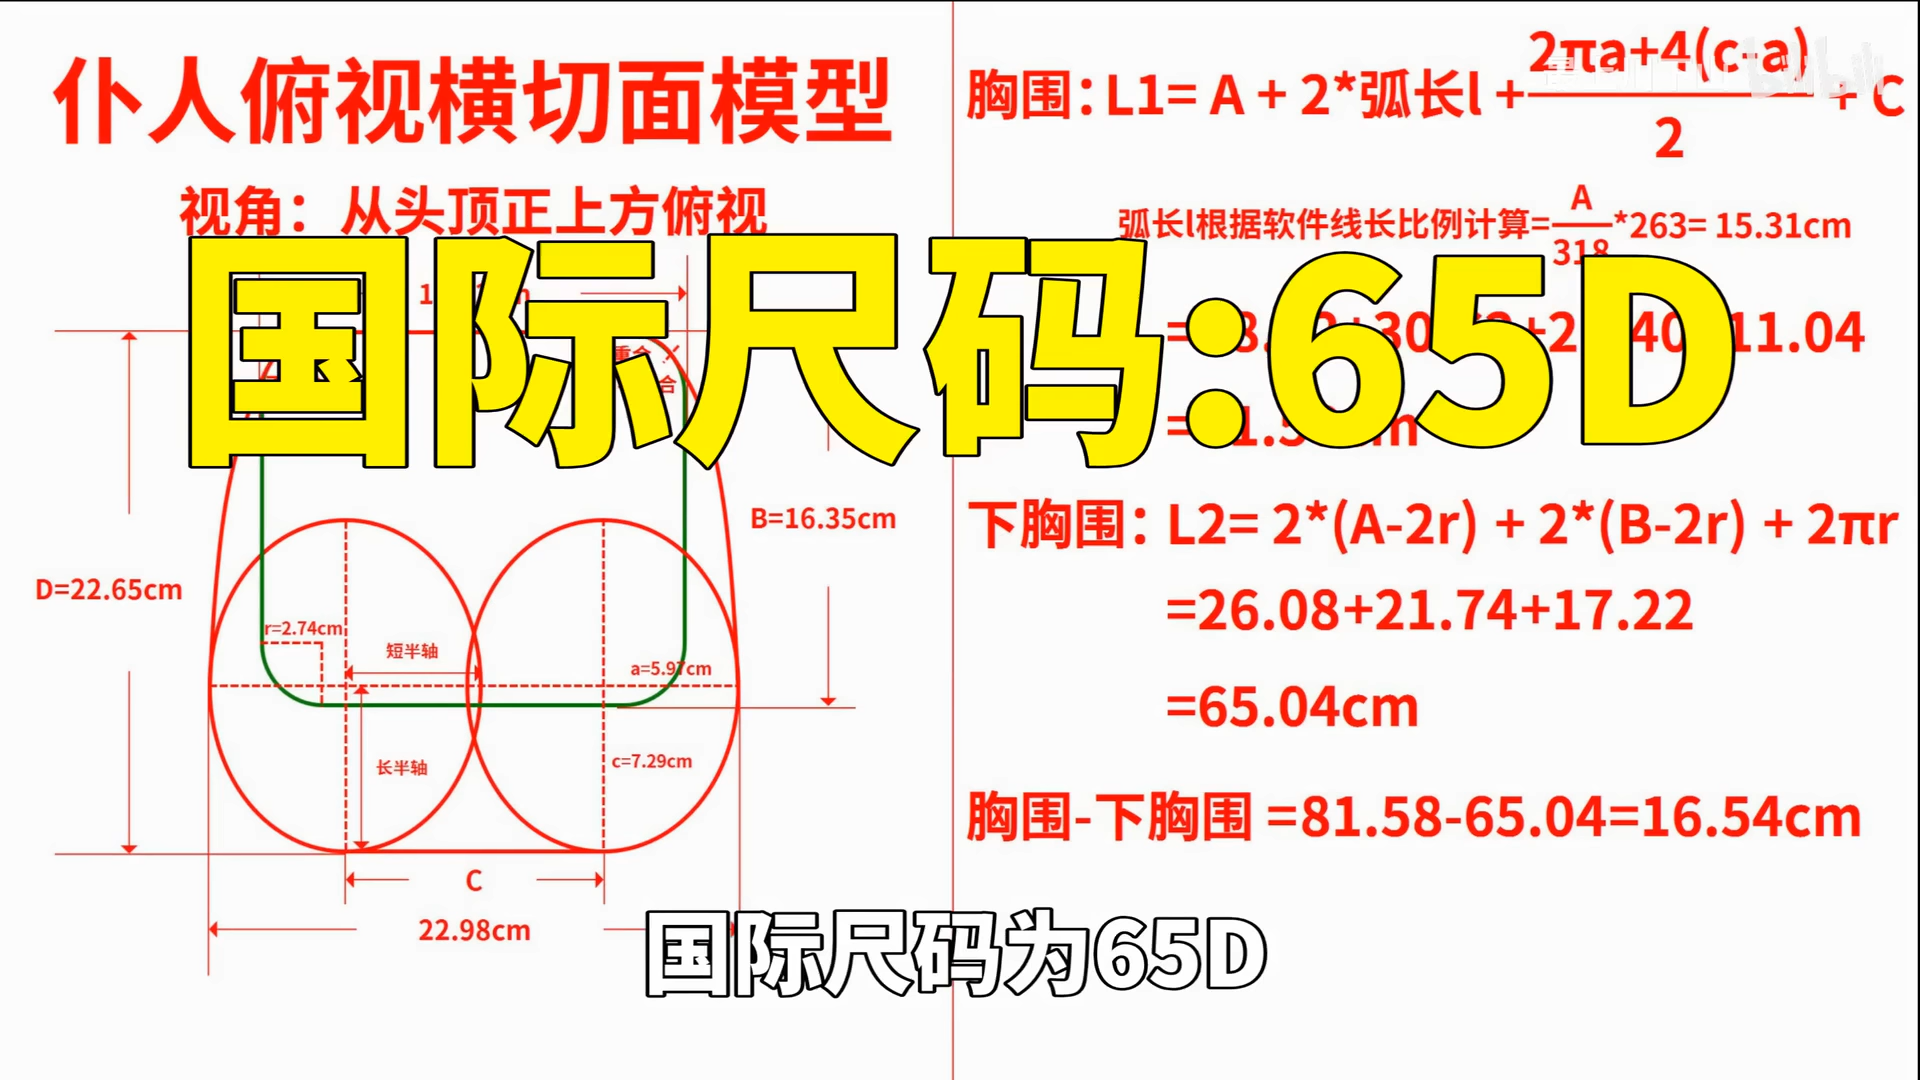 仆人俯视横切面模型
视角：从头顶正上方俯视
国际尺码:65D
重合
合
B=16.35cm
D=22.65cm
r=2.74cm
短半轴
a=5.97cm
长半轴
c=7.29cm
C
22.98cm
胸围：L1= A + 2*弧长l + 2πa+4(c-a) / 2 + C
弧长l根据软件线长比例计算= A / 318 *263= 15.31cm
11.04
下胸围：L2= 2*(A-2r) + 2*(B-2r) + 2πr
=26.08+21.74+17.22
=65.04cm
胸围-下胸围 =81.58-65.04=16.54cm
国际尺码为65D